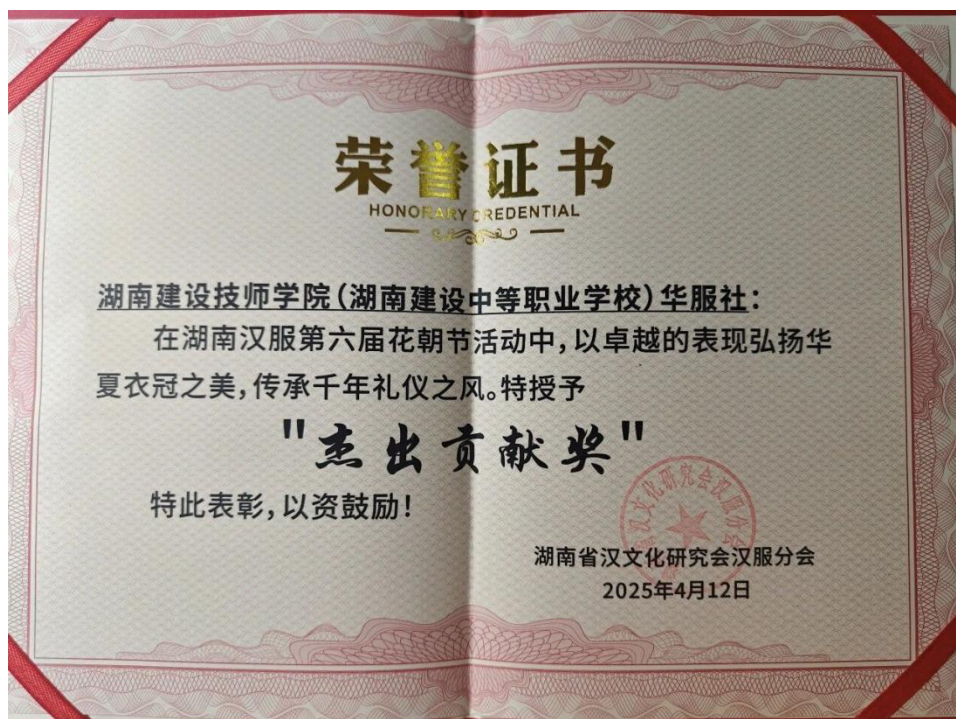 荣誉证书
HONORARY CREDENTIAL
湖南建设技师学院(湖南建设中等职业学校)华服社:
在湖南汉服第六届花朝节活动中,以卓越的表现弘扬华
夏衣冠之美,传承千年礼仪之风。特授予
"杰出贡献奖"
特此表彰,以资鼓励!
湖南省汉文化研究会汉服分会
2025年4月12日